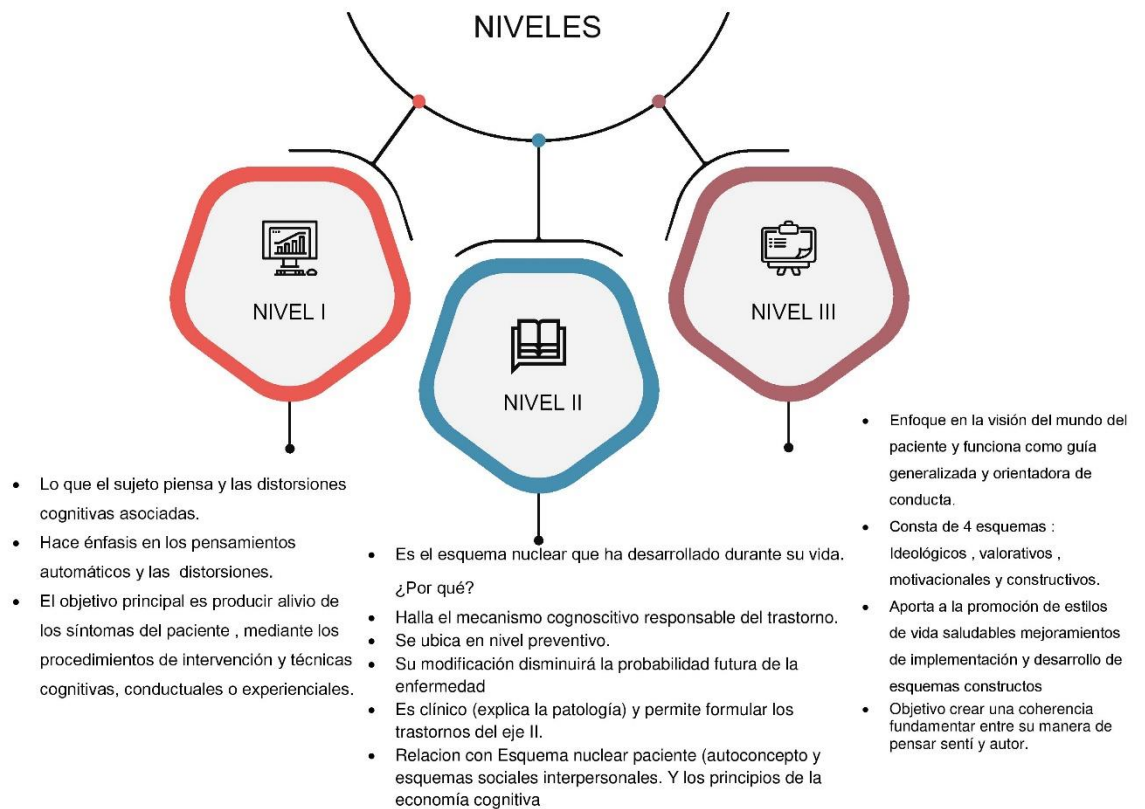 NIVELES
NIVEL I
NIVEL II
NIVEL III
• Lo que el sujeto piensa y las distorsiones
cognitivas asociadas.
• Hace énfasis en los pensamientos
automáticos y las distorsiones.
• El objetivo principal es producir alivio de
los síntomas del paciente , mediante los
procedimientos de intervención y técnicas
cognitivas, conductuales o experienciales.
• Es el esquema nuclear que ha desarrollado durante su vida.
¿Por qué?
• Halla el mecanismo cognoscitivo responsable del trastorno.
• Se ubica en nivel preventivo.
• Su modificación disminuirá la probabilidad futura de la
enfermedad
• Es clínico (explica la patología) y permite formular los
trastornos del eje II.
• Relacion con Esquema nuclear paciente (autoconcepto y
esquemas sociales interpersonales. Y los principios de la
economía cognitiva
• Enfoque en la visión del mundo del
paciente y funciona como guía
generalizada y orientadora de
conducta.
• Consta de 4 esquemas :
Ideológicos , valorativos ,
motivacionales y constructivos.
• Aporta a la promoción de estilos
de vida saludables mejoramientos
de implementación y desarrollo de
esquemas constructos
• Objetivo crear una coherencia
fundamentar entre su manera de
pensar sentí y autor.